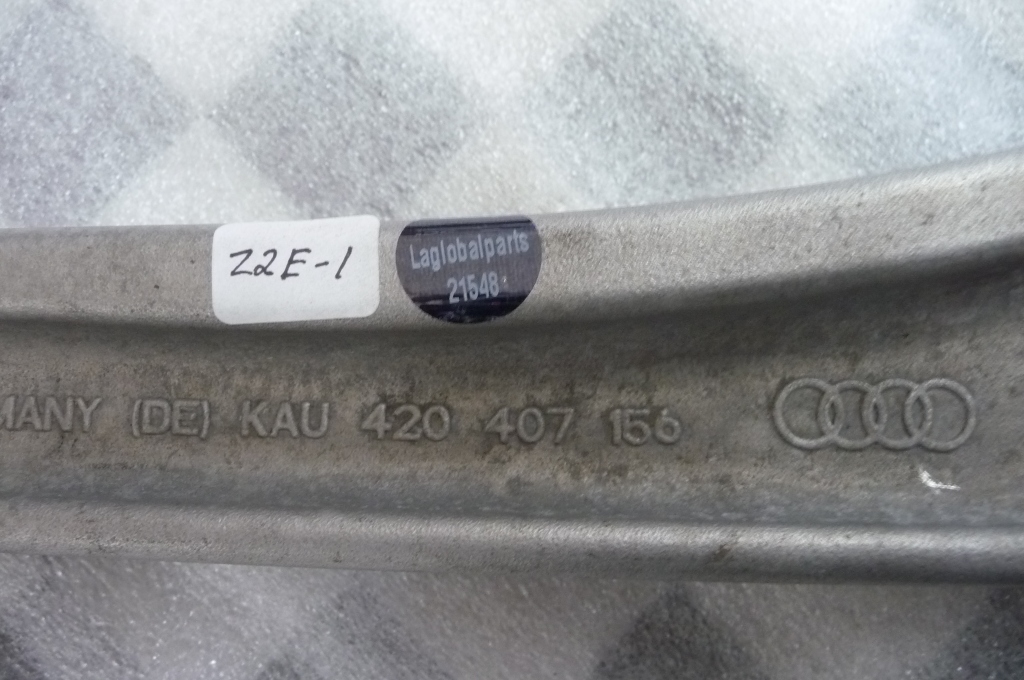 Z2E-1
Laglobalparts
21548
MANY (DE) KAU 420 407 156